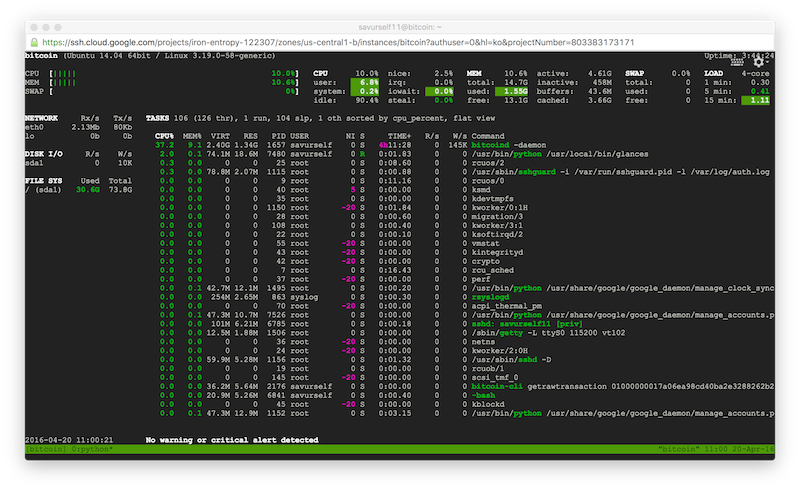 savurself11@bitcoin: ~
https://ssh.cloud.google.com/projects/iron-entropy-122307/zones/us-central1-b/instances/bitcoin?authuser=0&hl=ko&projectNumber=803383173171
bitcoin (Ubuntu 14.04 64bit / Linux 3.19.0-58-generic) Uptime: 3:44:24
CPU [||||| 10.0%] CPU 10.0% nice: 2.5% MEM 10.6% active: 4.61G SWAP 0.0% LOAD 4-core
MEM [||||| 10.6%] user: 6.8% irq: 0.0% total: 14.7G inactive: 458M total: 0 1 min: 0.30
SWAP [ 0%] system: 0.2% iowait: 0.0% used: 1.55G buffers: 43.6M used: 0 5 min: 0.41
idle: 90.4% steal: 0.0% free: 13.1G cached: 3.66G free: 0 15 min: 1.11
NETWORK Rx/s Tx/s TASKS 106 (126 thr), 1 run, 104 slp, 1 oth sorted by cpu_percent, flat view
eth0 2.13Mb 80Kb
lo 0b 0b CPU% MEM% VIRT RES PID USER NI S TIME+ R/s W/s Command
37.2 9.1 2.40G 1.34G 1657 savurself 0 S 4h11:28 0 145K bitcoind -daemon
DISK I/O R/s W/s 2.0 0.1 74.1M 18.6M 7480 savurself 0 R 0:01.83 0 0 /usr/bin/python /usr/local/bin/glances
sda1 0 10K 0.3 0.0 0 0 25 root 0 S 0:08.60 0 0 rcuos/2
0.3 0.0 78.8M 2.07M 1115 root 0 S 0:00.88 0 0 /usr/sbin/sshguard -i /var/run/sshguard.pid -l /var/log/auth.log
FILE SYS Used Total 0.0 0.0 0 0 9 root 0 S 0:11.16 0 0 rcuos/0
/ (sda1) 30.6G 73.8G 0.0 0.0 0 0 40 root 5 S 0:00.00 0 0 ksmd
0.0 0.0 0 0 35 root 0 S 0:00.00 0 0 kdevtmpfs
0.0 0.0 0 0 1150 root -20 S 0:01.84 0 0 kworker/0:1H
0.0 0.0 0 0 28 root 0 S 0:00.60 0 0 migration/3
0.0 0.0 0 0 108 root 0 S 0:00.40 0 0 kworker/3:1
0.0 0.0 0 0 22 root 0 S 0:00.10 0 0 ksoftirqd/2
0.0 0.0 0 0 55 root -20 S 0:00.00 0 0 vmstat
0.0 0.0 0 0 43 root -20 S 0:00.00 0 0 kintegrityd
0.0 0.0 0 0 42 root -20 S 0:00.00 0 0 crypto
0.0 0.0 0 0 7 root 0 S 0:16.43 0 0 rcu_sched
0.0 0.0 0 0 37 root -20 S 0:00.00 0 0 perf
0.0 0.1 42.7M 12.1M 1495 root 0 S 0:00.20 0 0 /usr/bin/python /usr/share/google/google_daemon/manage_clock_sync
0.0 0.0 254M 2.65M 863 syslog 0 S 0:00.30 0 0 rsyslogd
0.0 0.0 0 0 70 root -20 S 0:00.00 0 0 acpi_thermal_pm
0.0 0.1 47.3M 10.7M 7526 root 0 S 0:00.00 0 0 /usr/bin/python /usr/share/google/google_daemon/manage_accounts.p
0.0 0.0 101M 6.21M 6785 root 0 S 0:00.18 0 0 sshd: savurself11 [priv]
0.0 0.0 12.5M 1.88M 1506 root 0 S 0:00.00 0 0 /sbin/getty -L ttyS0 115200 vt102
0.0 0.0 0 0 36 root -20 S 0:00.00 0 0 netns
0.0 0.0 0 0 24 root -20 S 0:00.00 0 0 kworker/2:0H
0.0 0.0 59.9M 5.28M 1156 root 0 S 0:01.32 0 0 /usr/sbin/sshd -D
0.0 0.0 0 0 19 root 0 S 0:00.00 0 0 rcuob/1
0.0 0.0 0 0 145 root -20 S 0:00.00 0 0 scsi_tmf_0
0.0 0.0 36.2M 5.64M 2176 savurself 0 S 0:00.00 0 0 bitcoin-cli getrawtransaction 01000000017a06ea98cd40ba2e3288262b2
0.0 0.0 20.9M 5.26M 6841 savurself 0 S 0:00.40 0 0 -bash
0.0 0.0 0 0 45 root -20 S 0:00.00 0 0 kblockd
0.0 0.1 47.3M 12.9M 1152 root 0 S 0:03.15 0 0 /usr/bin/python /usr/share/google/google_daemon/manage_accounts.p
2016-04-20 11:00:21 No warning or critical alert detected
[bitcoin] 0:python* "bitcoin" 11:00 20-Apr-16